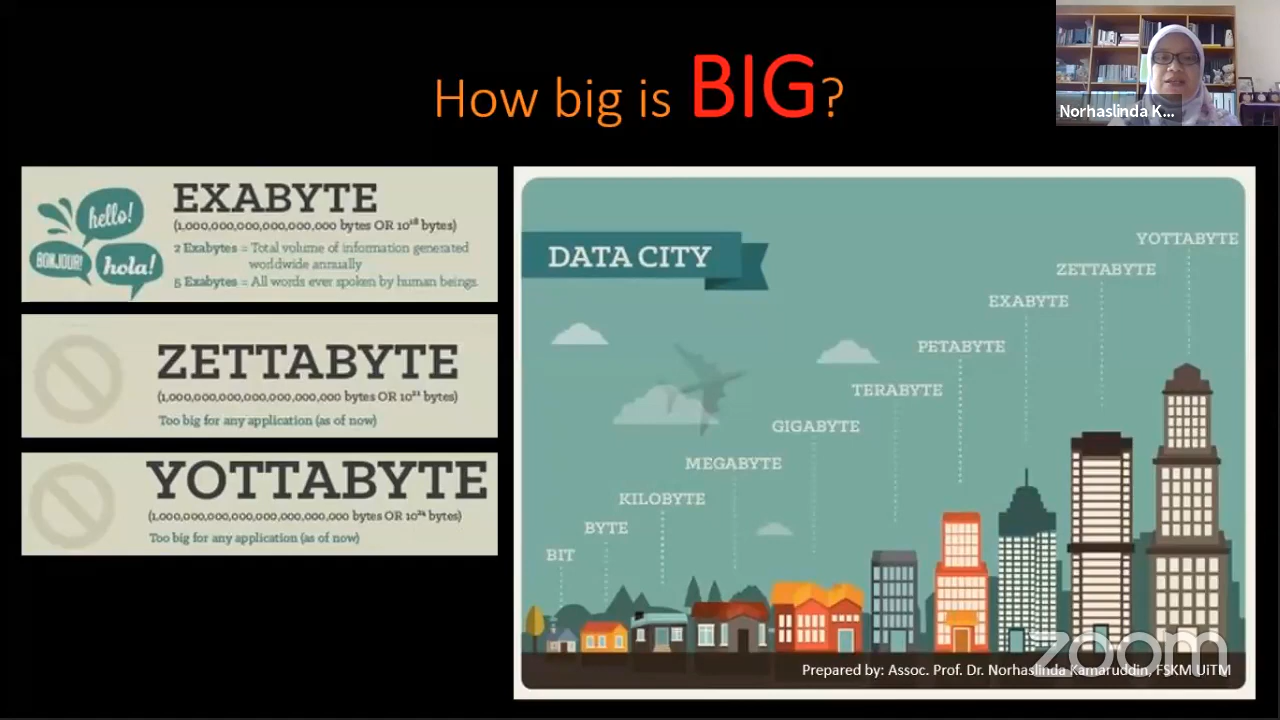 How big is BIG?
Norhaslinda K...
hello!
BONJOUR!
hola!
EXABYTE
(1,000,000,000,000,000,000 bytes OR 10¹⁸ bytes)
2 Exabytes = Total volume of information generated
worldwide annually
5 Exabytes = All words ever spoken by human beings.
ZETTABYTE
(1,000,000,000,000,000,000,000 bytes OR 10²¹ bytes)
Too big for any application (as of now)
YOTTABYTE
(1,000,000,000,000,000,000,000,000 bytes OR 10²⁴ bytes)
Too big for any application (as of now)
DATA CITY
YOTTABYTE
ZETTABYTE
EXABYTE
PETABYTE
TERABYTE
GIGABYTE
MEGABYTE
KILOBYTE
BYTE
BIT
zoom
Prepared by: Assoc. Prof. Dr. Norhaslinda Kamaruddin, FSKM UiTM